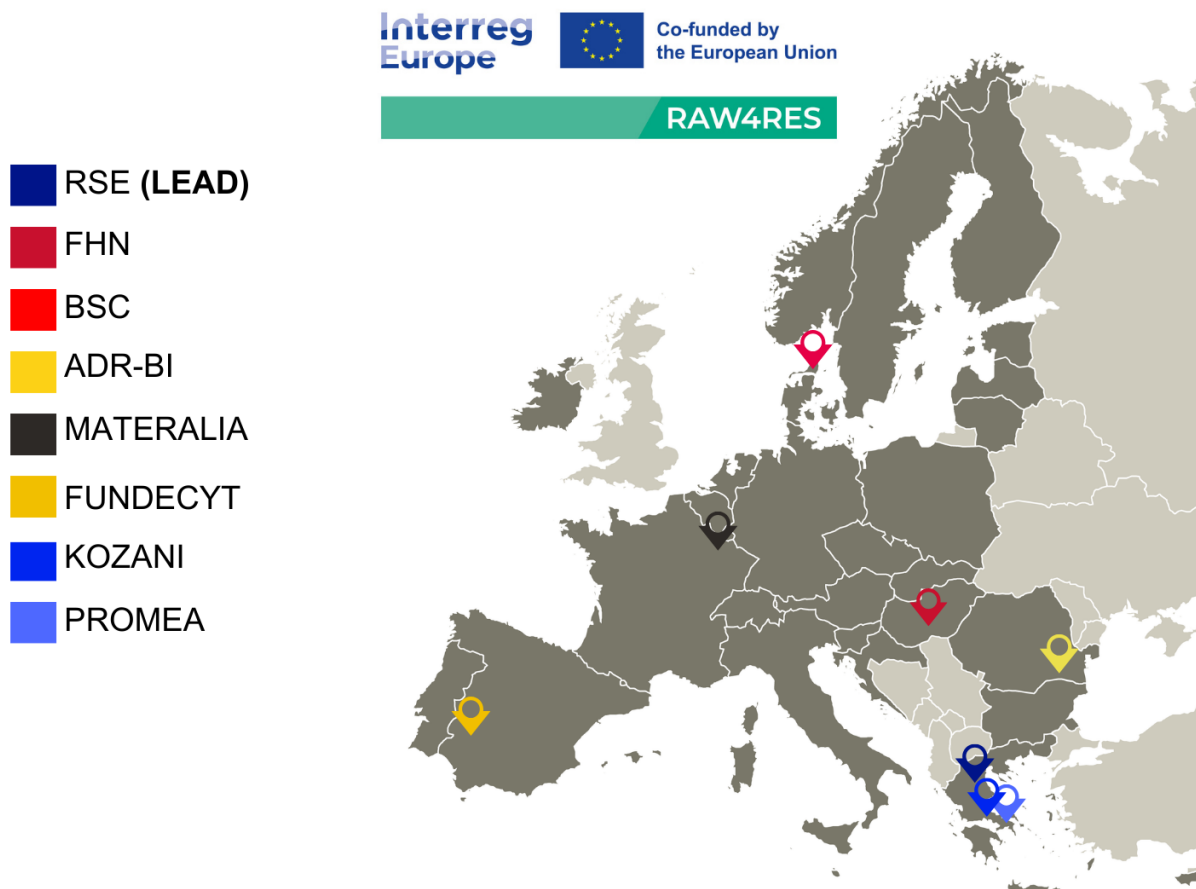 Interreg
Europe
Co-funded by
the European Union
RAW4RES
RSE (LEAD)
FHN
BSC
ADR-BI
MATERALIA
FUNDECYT
KOZANI
PROMEA